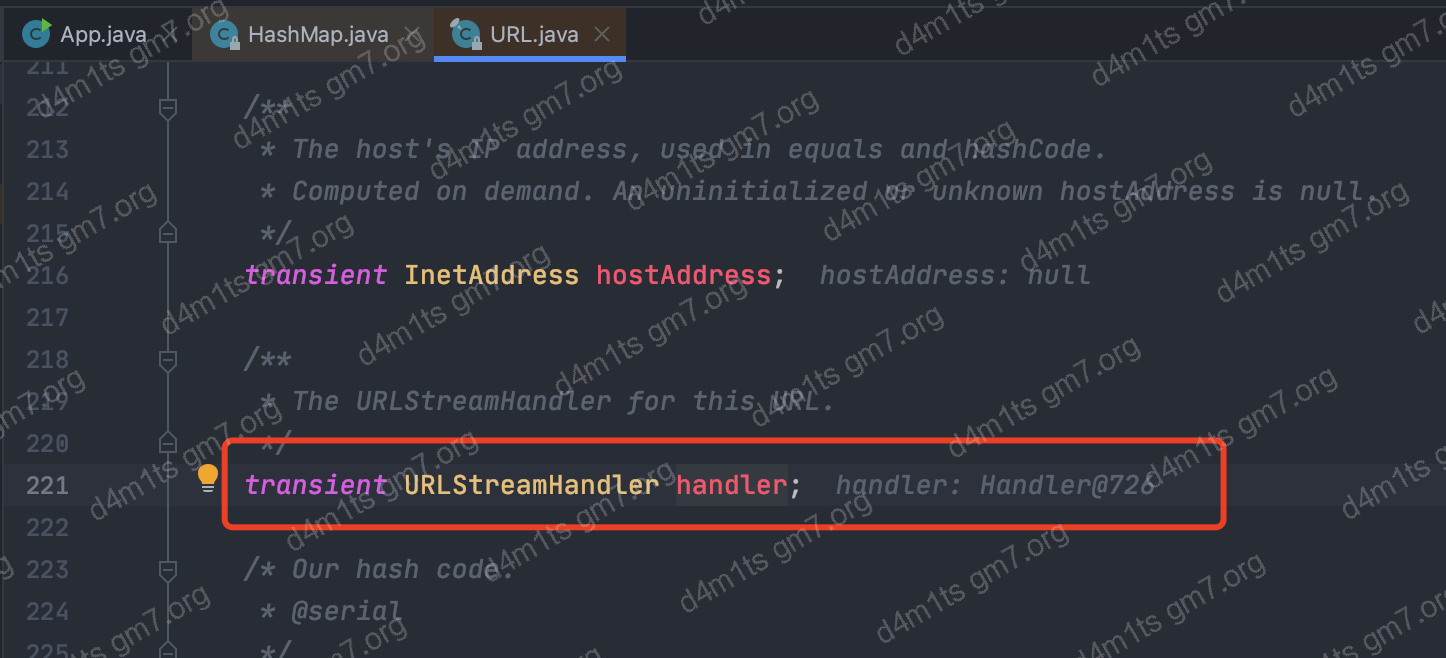 App.java HashMap.java URL.java
211
212 /**
213 * The host's IP address, used in equals and hashCode.
214 * Computed on demand. An uninitialized or unknown hostAddress is null.
215 */
216 transient InetAddress hostAddress; hostAddress: null
217
218 /**
219 * The URLStreamHandler for this URL.
220 */
221 transient URLStreamHandler handler; handler: Handler@726
222
223 /* Our hash code.
224 * @serial
225 */
d4m1ts gm7.org